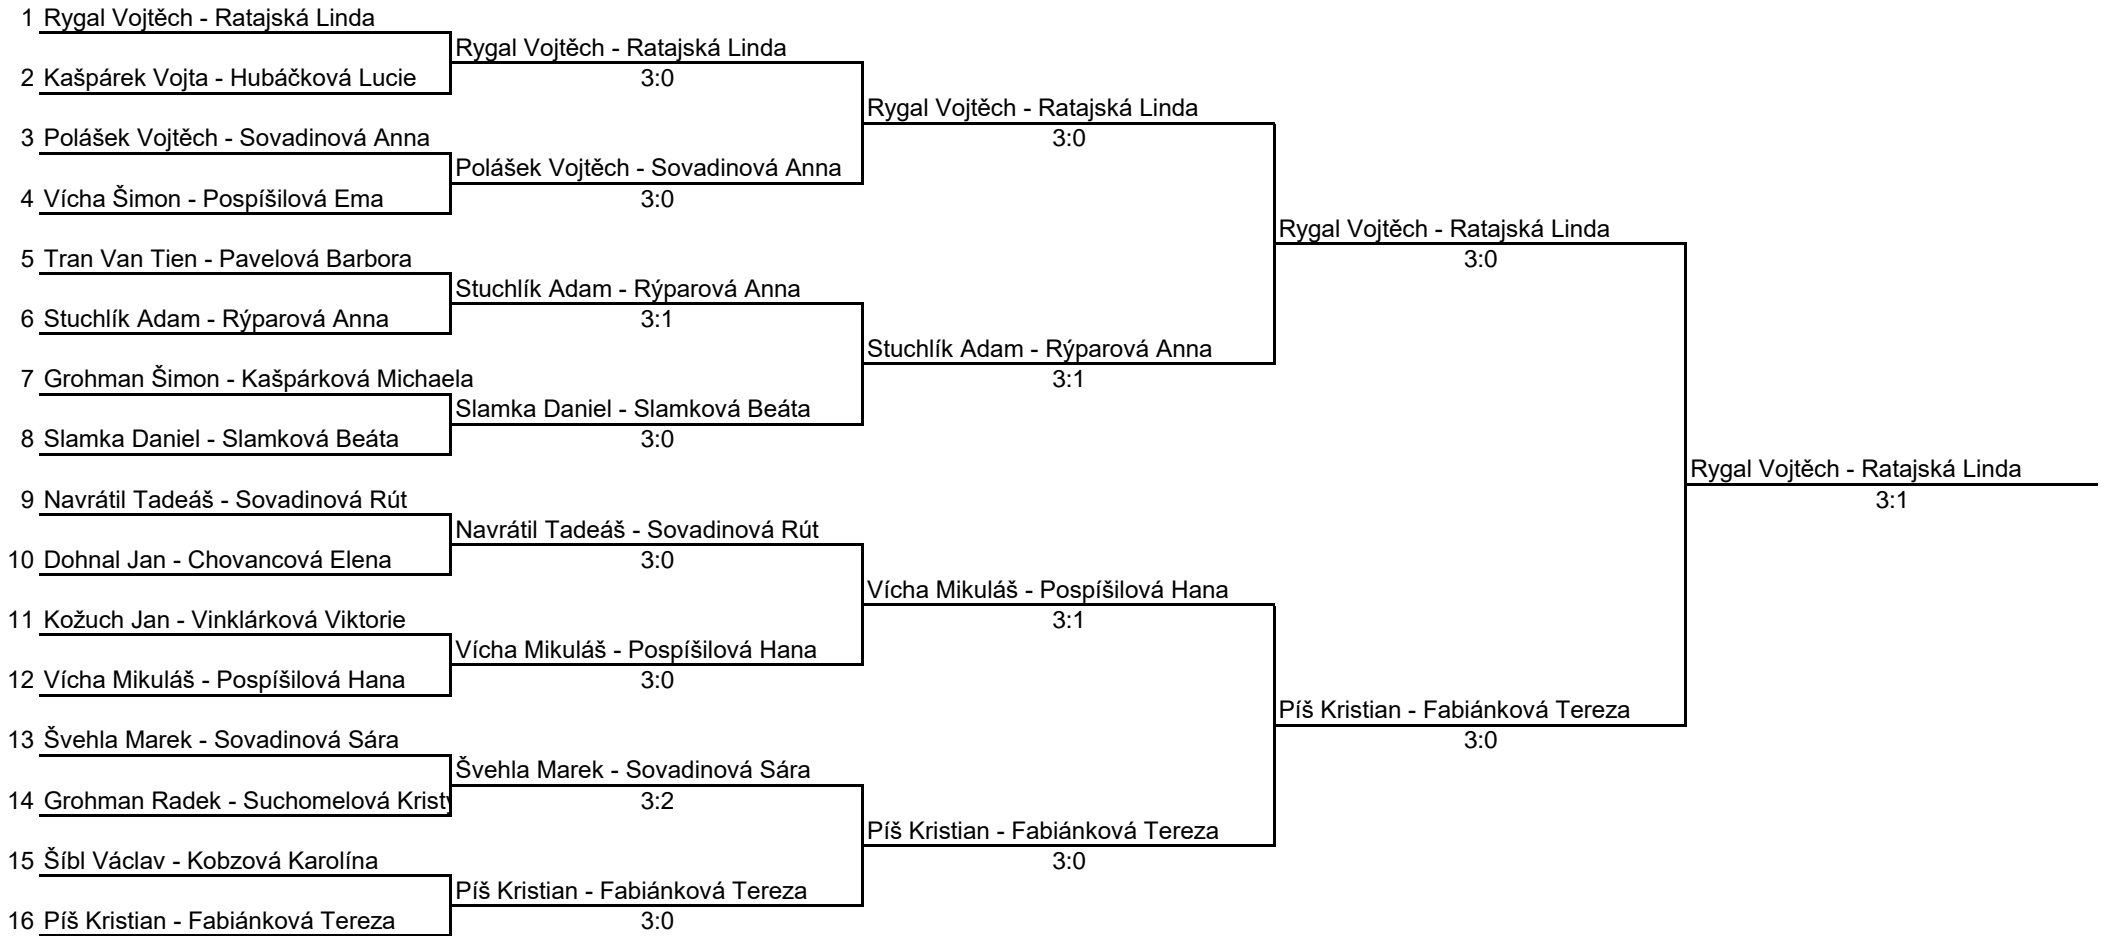 1 Rygal Vojtěch - Ratajská Linda
Rygal Vojtěch - Ratajská Linda
2 Kašpárek Vojta - Hubáčková Lucie
3:0
Rygal Vojtěch - Ratajská Linda
3 Polášek Vojtěch - Sovadinová Anna
3:0
Polášek Vojtěch - Sovadinová Anna
4 Vícha Šimon - Pospíšilová Ema
3:0
Rygal Vojtěch - Ratajská Linda
5 Tran Van Tien - Pavelová Barbora
3:0
Stuchlík Adam - Rýparová Anna
6 Stuchlík Adam - Rýparová Anna
3:1
Stuchlík Adam - Rýparová Anna
7 Grohman Šimon - Kašpárková Michaela
3:1
Slamka Daniel - Slamková Beáta
8 Slamka Daniel - Slamková Beáta
3:0
Rygal Vojtěch - Ratajská Linda
9 Navrátil Tadeáš - Sovadinová Rút
3:1
Navrátil Tadeáš - Sovadinová Rút
10 Dohnal Jan - Chovancová Elena
3:0
Vícha Mikuláš - Pospíšilová Hana
11 Kožuch Jan - Vinklárková Viktorie
3:1
Vícha Mikuláš - Pospíšilová Hana
12 Vícha Mikuláš - Pospíšilová Hana
3:0
Píš Kristian - Fabiánková Tereza
13 Švehla Marek - Sovadinová Sára
3:0
Švehla Marek - Sovadinová Sára
14 Grohman Radek - Suchomelová Kristy
3:2
Píš Kristian - Fabiánková Tereza
15 Šíbl Václav - Kobzová Karolína
3:0
Píš Kristian - Fabiánková Tereza
16 Píš Kristian - Fabiánková Tereza
3:0